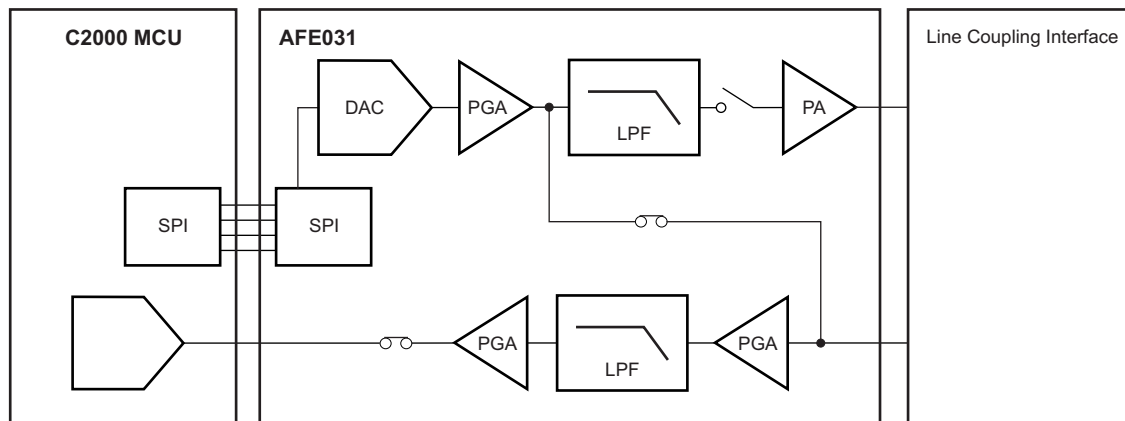 C2000 MCU
AFE031
Line Coupling Interface
DAC
PGA
LPF
PA
SPI
SPI
PGA
LPF
PGA